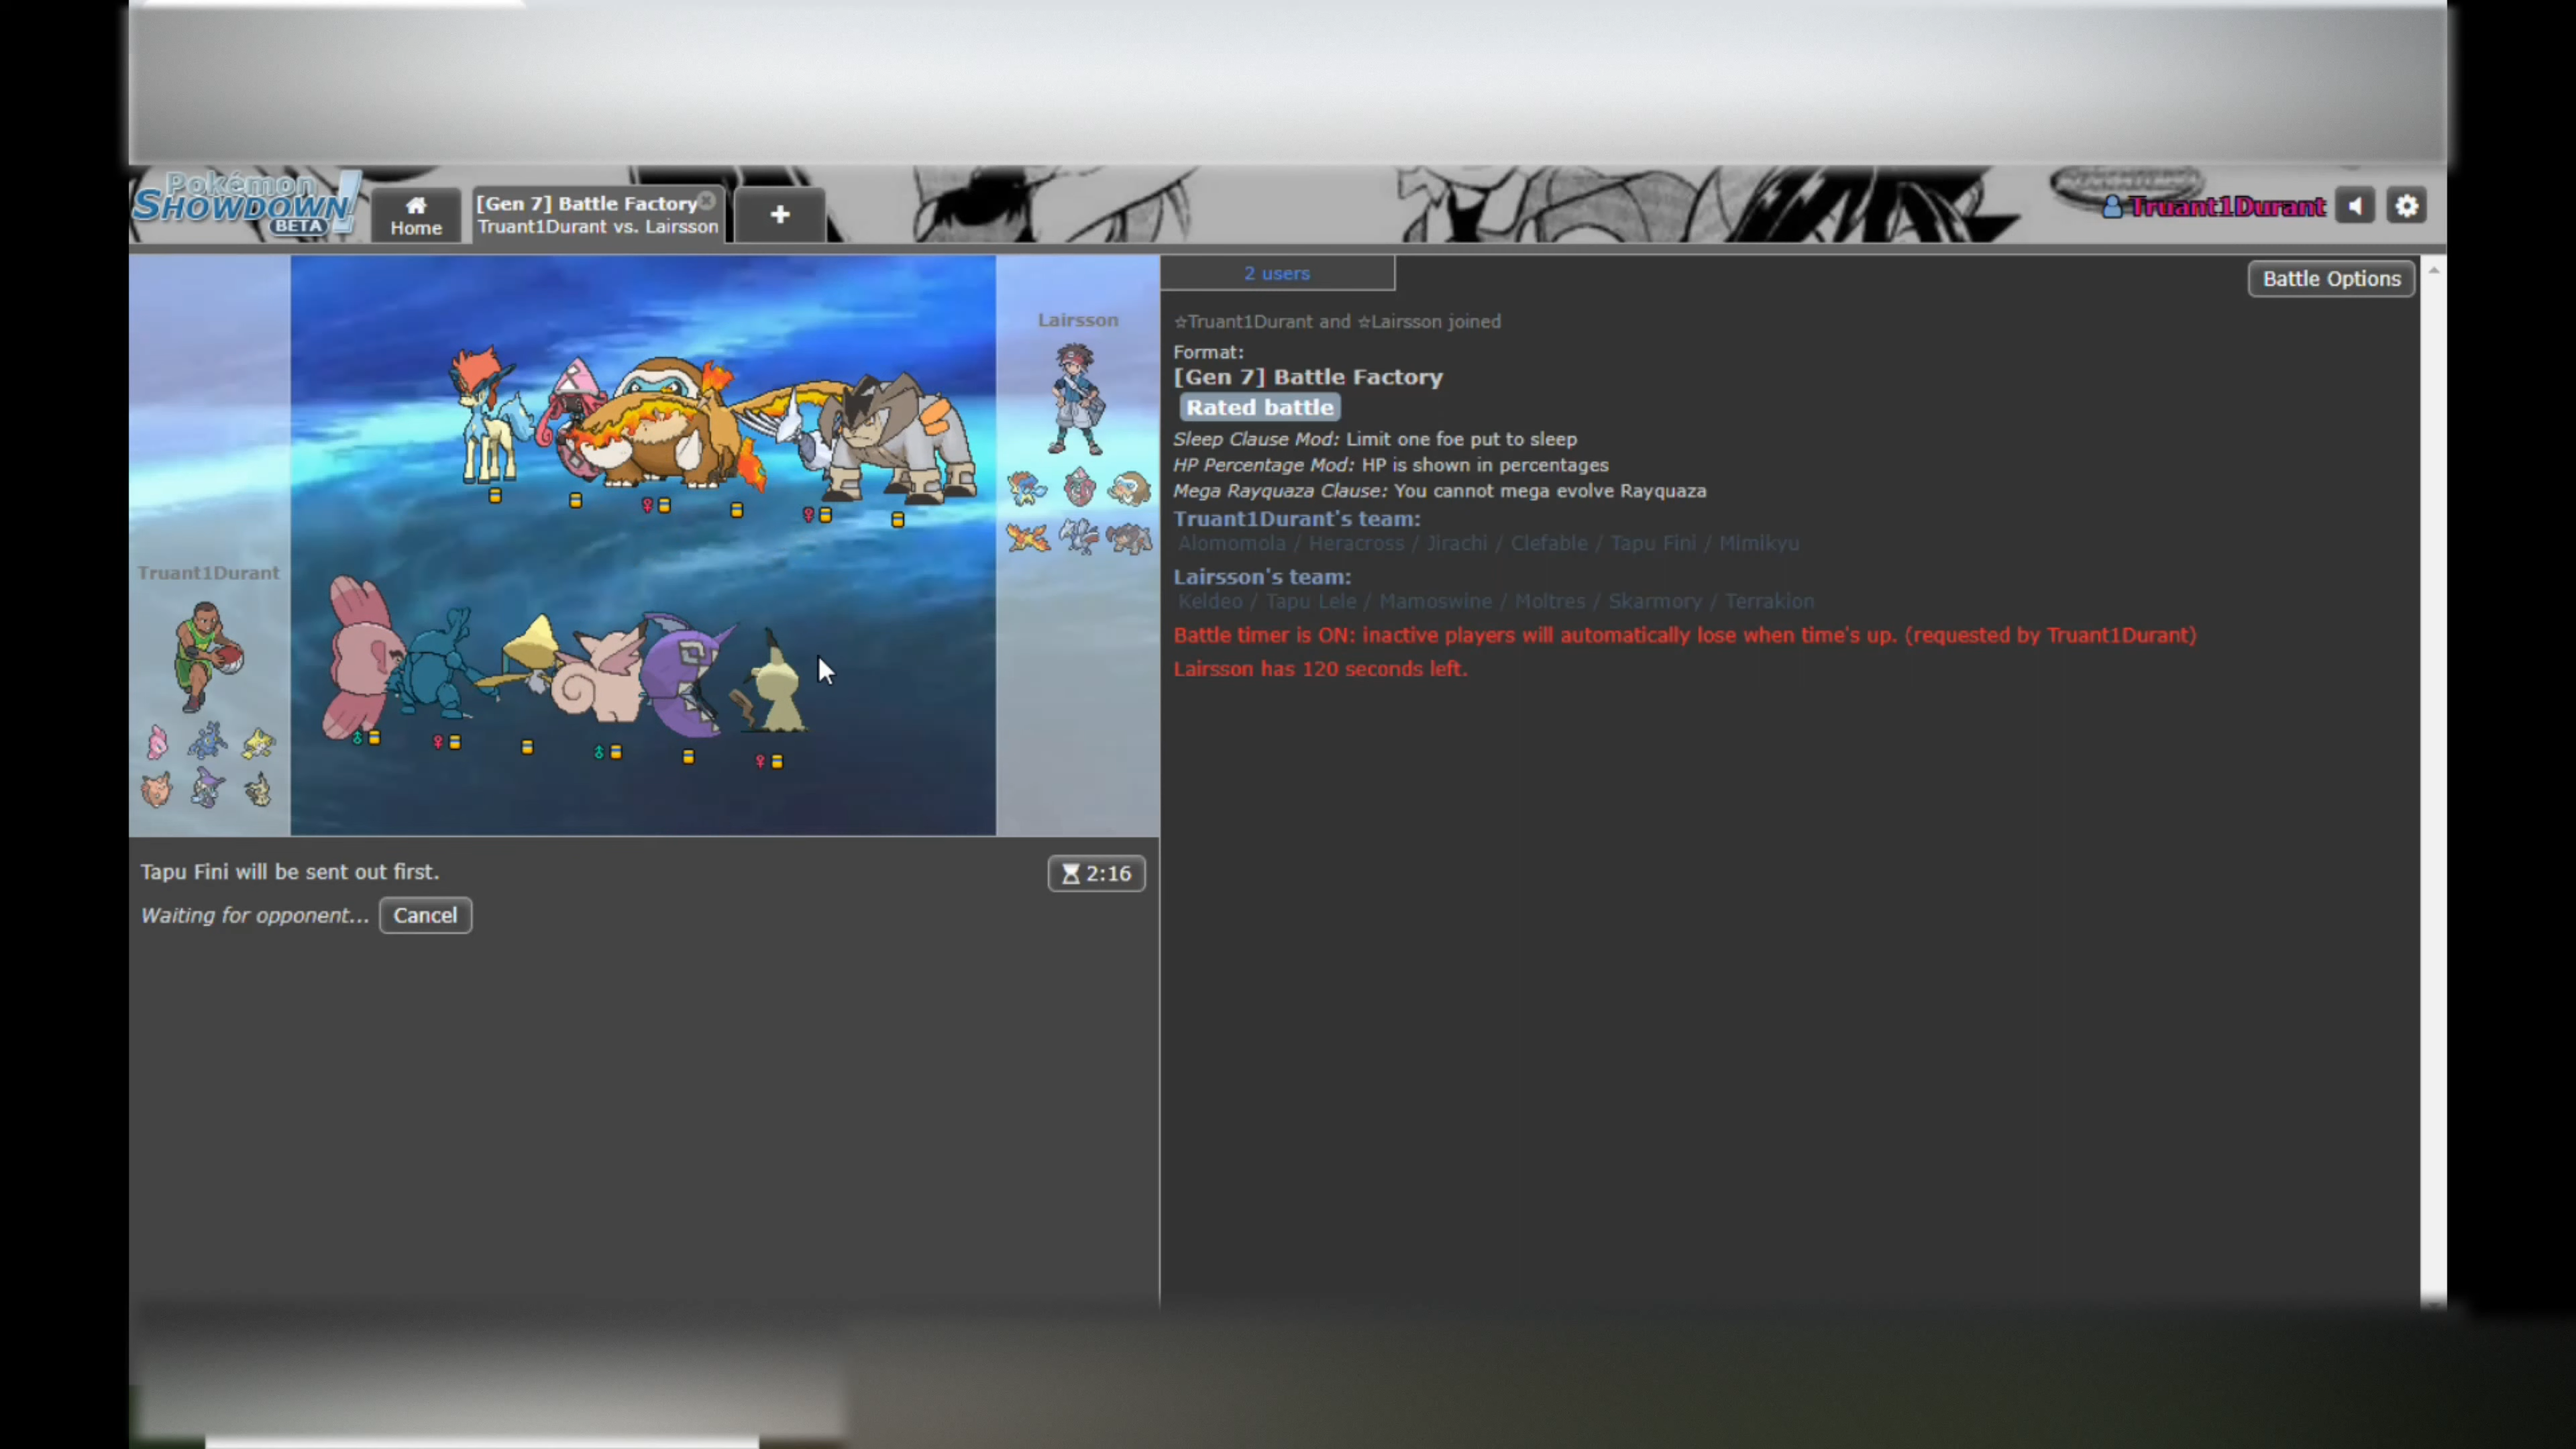 Pokémon
SHOWDOWN!
BETA
Home
[Gen 7] Battle Factory
Truant1Durant vs. Lairsson
Truant1Durant
2 users
Battle Options
Lairsson
Truant1Durant
☆Truant1Durant and ☆Lairsson joined
Format:
[Gen 7] Battle Factory
Rated battle
Sleep Clause Mod: Limit one foe put to sleep
HP Percentage Mod: HP is shown in percentages
Mega Rayquaza Clause: You cannot mega evolve Rayquaza
Truant1Durant's team:
Alomomola / Heracross / Jirachi / Clefable / Tapu Fini / Mimikyu
Lairsson's team:
Keldeo / Tapu Lele / Mamoswine / Moltres / Skarmory / Terrakion
Battle timer is ON: inactive players will automatically lose when time's up. (requested by Truant1Durant)
Lairsson has 120 seconds left.
Tapu Fini will be sent out first.
2:16
Waiting for opponent...
Cancel